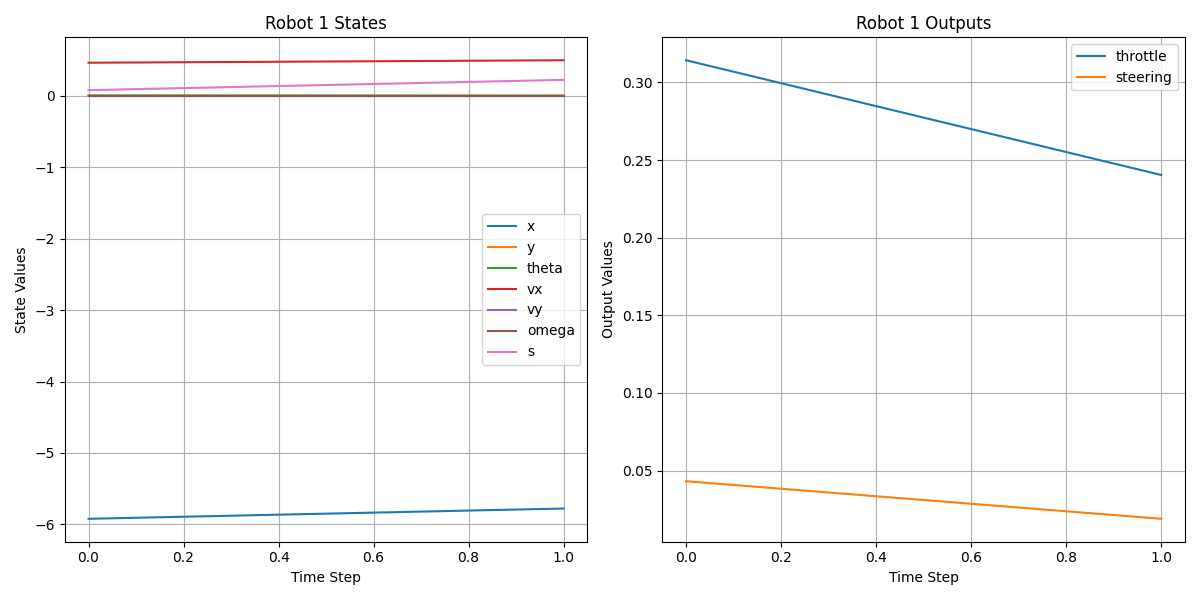 Robot 1 States
State Values
0
−1
−2
−3
−4
−5
−6
x
y
theta
vx
vy
omega
s
0.0 0.2 0.4 0.6 0.8 1.0
Time Step
Robot 1 Outputs
Output Values
0.30
0.25
0.20
0.15
0.10
0.05
throttle
steering
0.0 0.2 0.4 0.6 0.8 1.0
Time Step